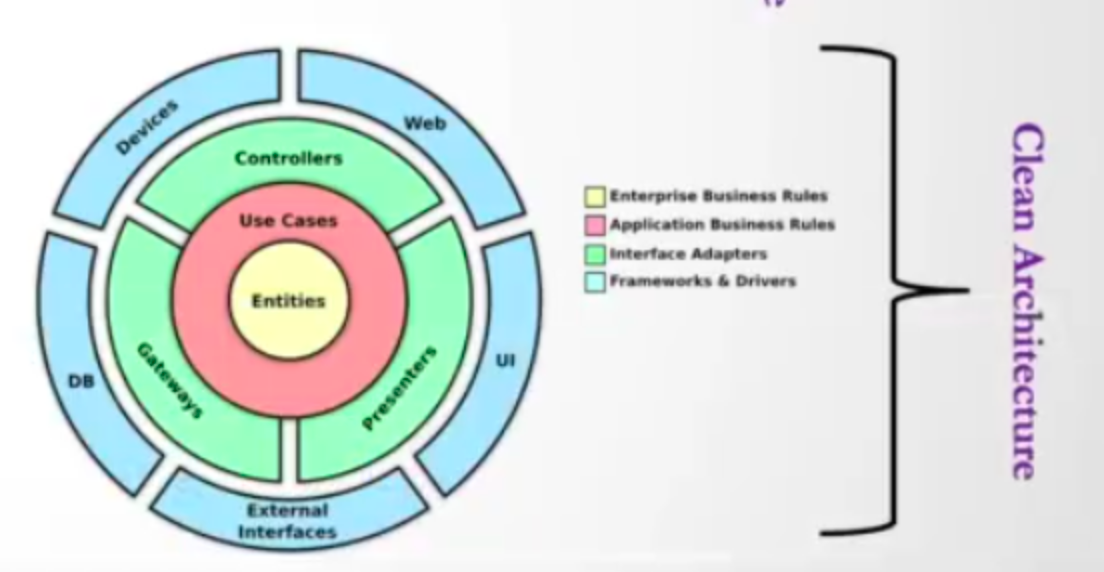 Devices
Web
Controllers
Use Cases
Entities
Gateways
Presenters
DB
UI
External
Interfaces
Enterprise Business Rules
Application Business Rules
Interface Adapters
Frameworks & Drivers
Clean Architecture